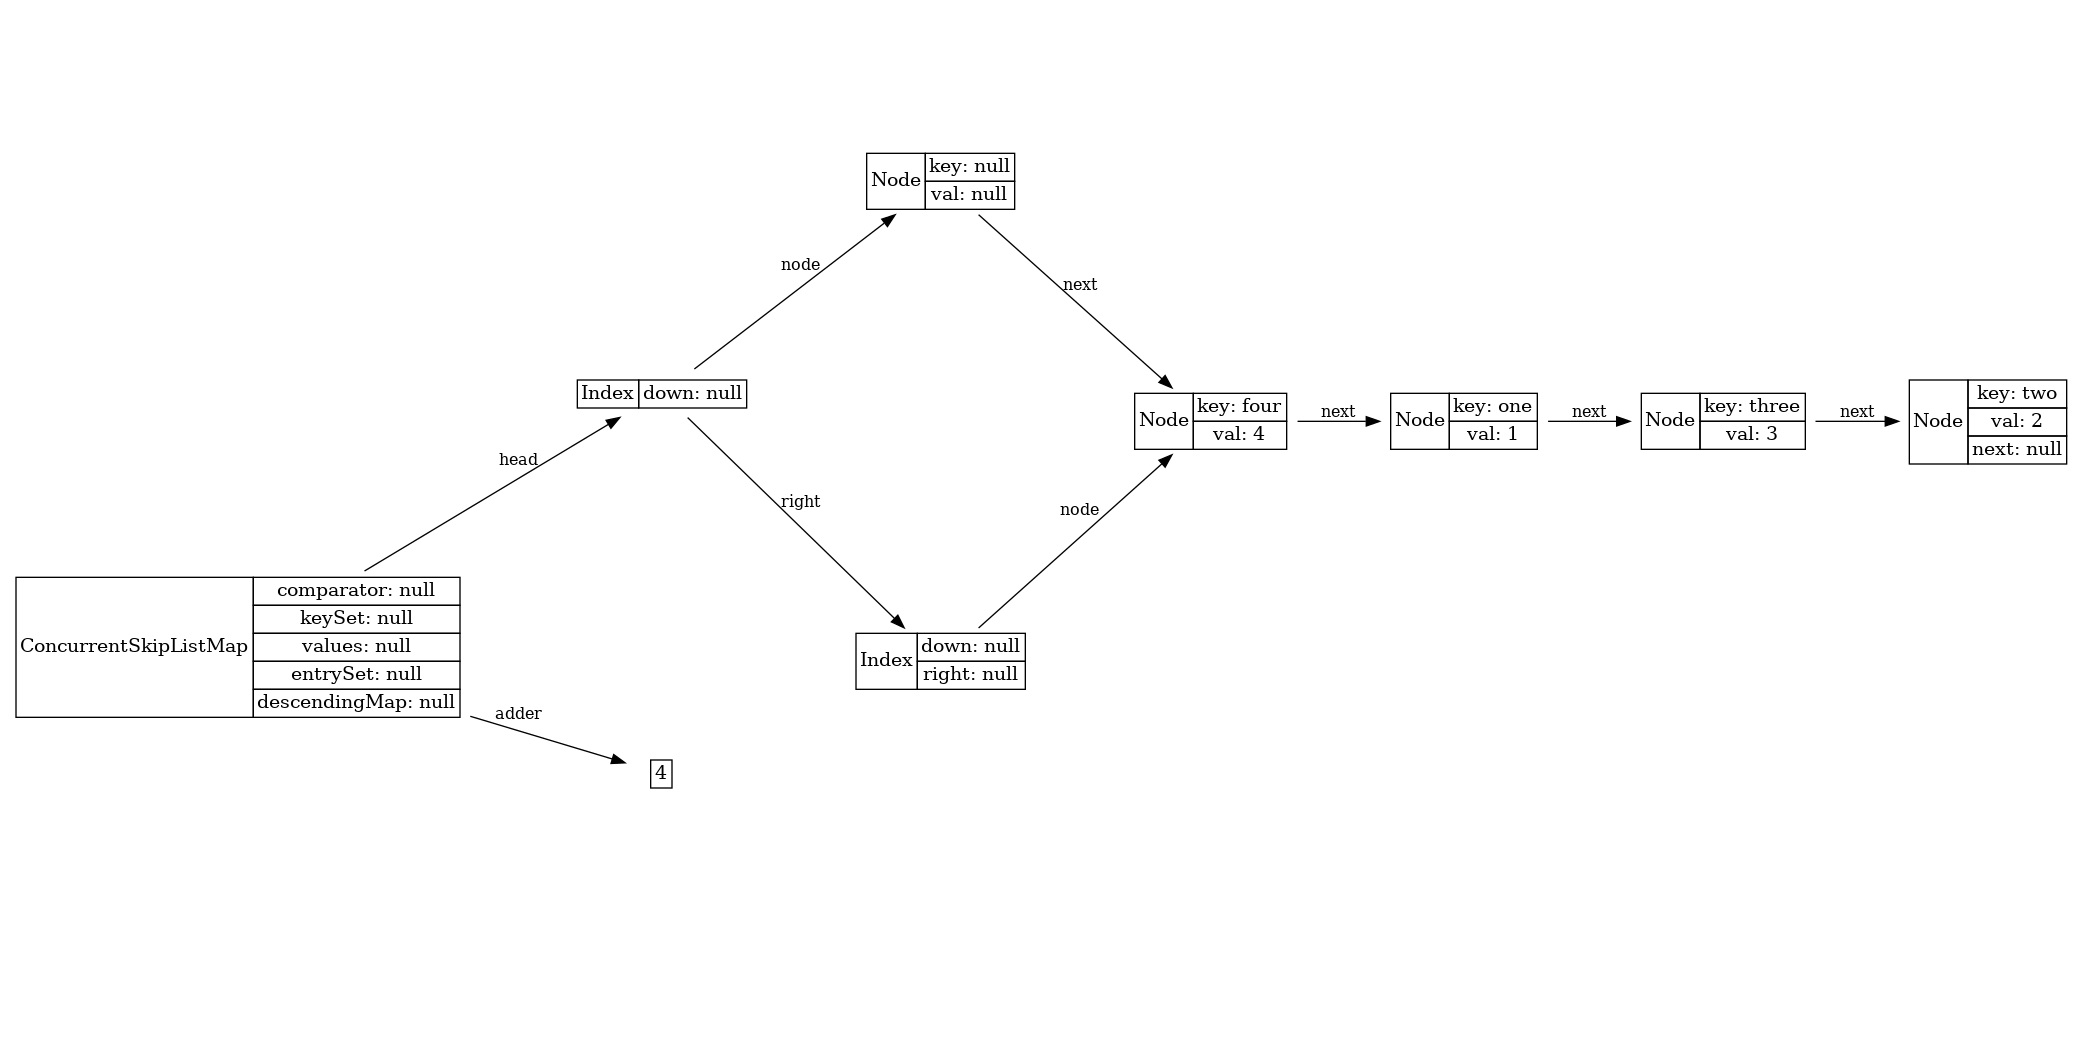 Node
key: null
val: null
node
next
Index
down: null
Node
key: four
val: 4
next
Node
key: one
val: 1
next
Node
key: three
val: 3
next
Node
key: two
val: 2
next: null
head
right
node
ConcurrentSkipListMap
comparator: null
keySet: null
values: null
entrySet: null
descendingMap: null
Index
down: null
right: null
adder
4